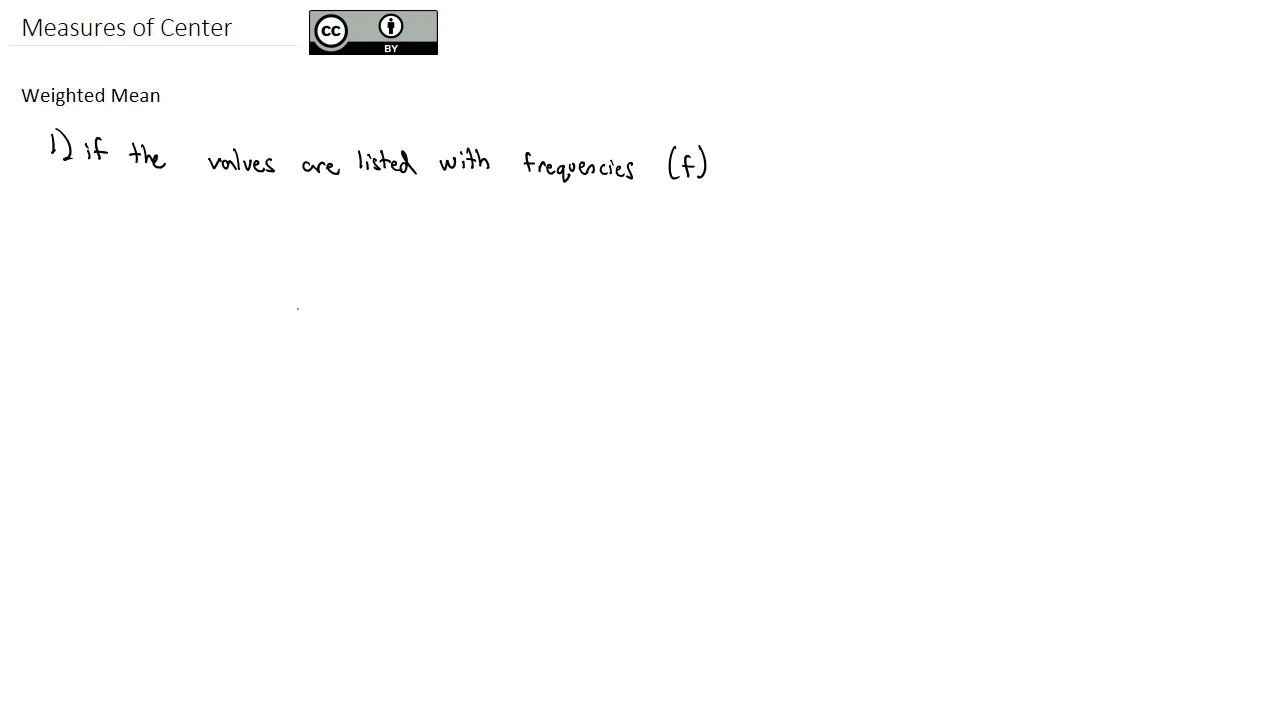 Measures of Center
cc
BY
Weighted Mean
1) if the values are listed with frequencies (f)